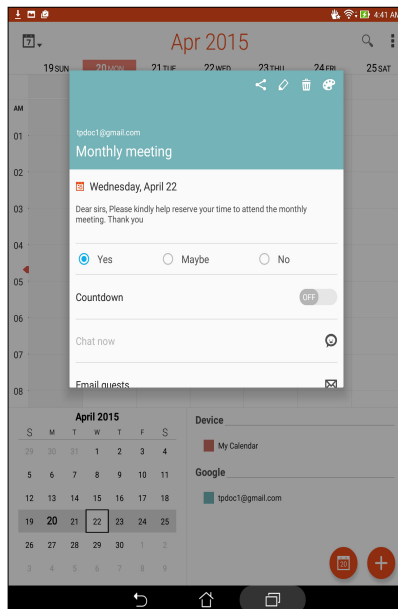 4:41 AM
7
Apr 2015
19 SUN 20 MON 21 TUE 22 WED 23 THU 24 FRI 25 SAT
AM
01
02
03
04
05
06
07
08
tpdoc1@gmail.com
Monthly meeting
Wednesday, April 22
Dear sirs, Please kindly help reserve your time to attend the monthly
meeting. Thank you
Yes Maybe No
Countdown OFF
Chat now
Email guests
April 2015
S M T W T F S
29 30 31 1 2 3 4
5 6 7 8 9 10 11
12 13 14 15 16 17 18
19 20 21 22 23 24 25
26 27 28 29 30 1 2
3 4 5 6 7 8 9
Device
My Calendar
Google
tpdoc1@gmail.com
20